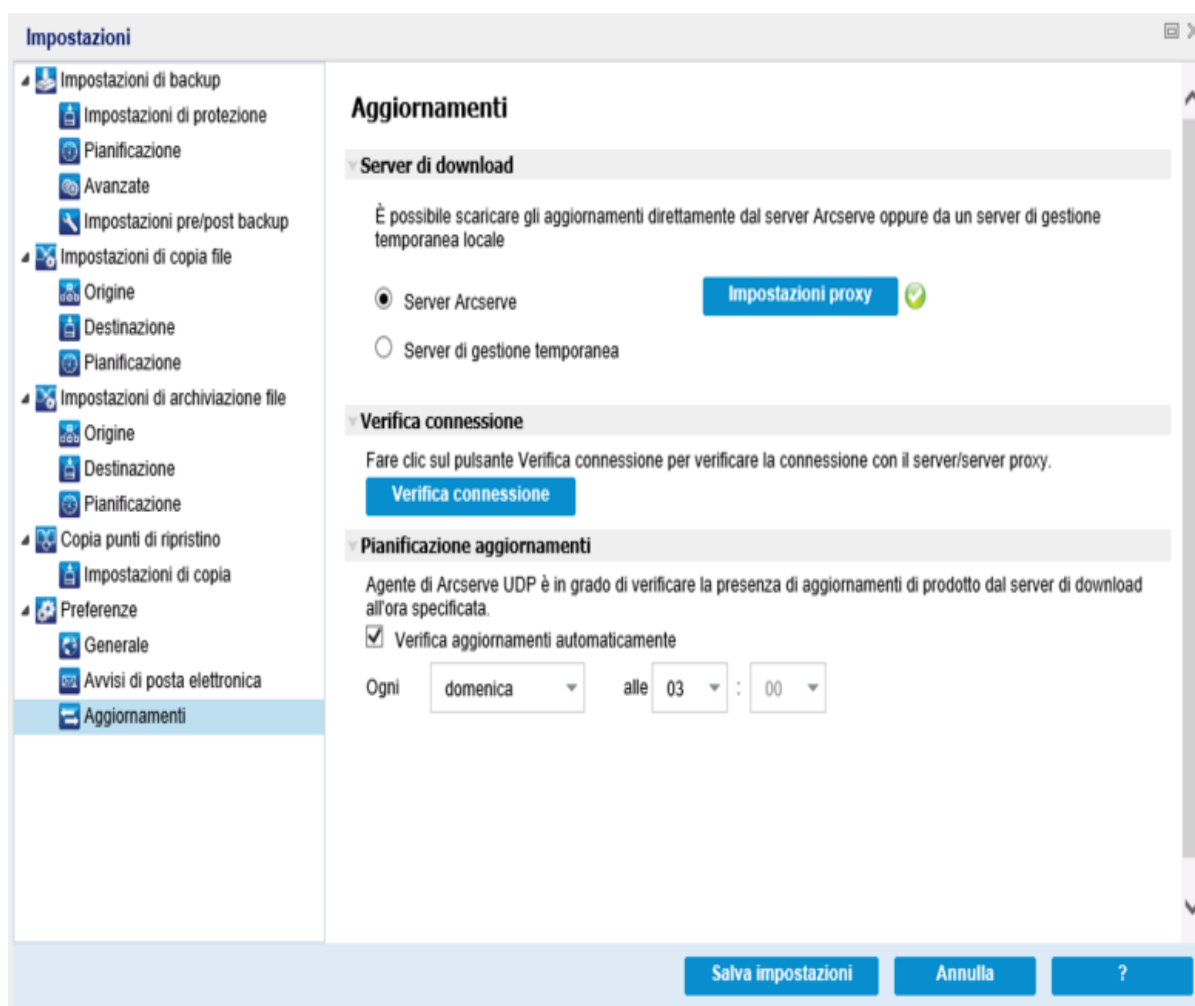 Impostazioni
Impostazioni di backup
Impostazioni di protezione
Pianificazione
Avanzate
Impostazioni pre/post backup
Impostazioni di copia file
Origine
Destinazione
Pianificazione
Impostazioni di archiviazione file
Origine
Destinazione
Pianificazione
Copia punti di ripristino
Impostazioni di copia
Preferenze
Generale
Avvisi di posta elettronica
Aggiornamenti
Aggiornamenti
Server di download
È possibile scaricare gli aggiornamenti direttamente dal server Arcserve oppure da un server di gestione
temporanea locale
Server Arcserve
Impostazioni proxy
Server di gestione temporanea
Verifica connessione
Fare clic sul pulsante Verifica connessione per verificare la connessione con il server/server proxy.
Verifica connessione
Pianificazione aggiornamenti
Agente di Arcserve UDP è in grado di verificare la presenza di aggiornamenti di prodotto dal server di download
all'ora specificata.
Verifica aggiornamenti automaticamente
Ogni domenica alle 03 : 00
Salva impostazioni Annulla ?